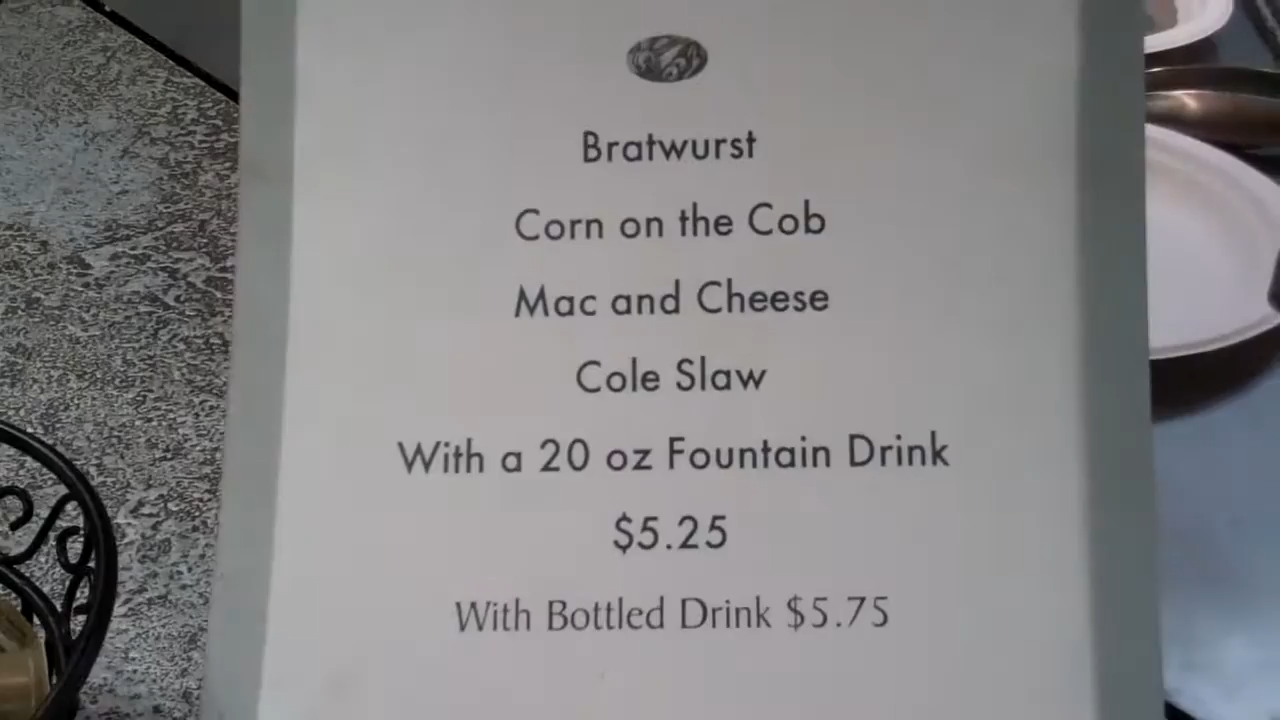 Bratwurst
Corn on the Cob
Mac and Cheese
Cole Slaw
With a 20 oz Fountain Drink
$5.25
With Bottled Drink $5.75